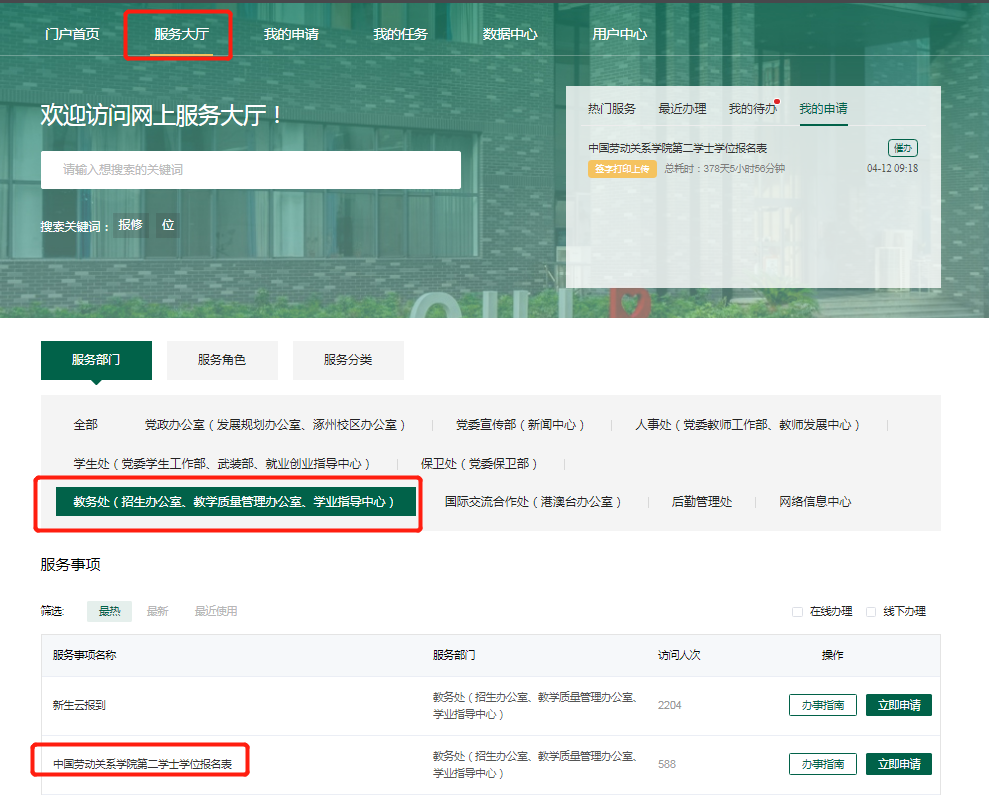 门户首页 服务大厅 我的申请 我的任务 数据中心 用户中心
欢迎访问网上服务大厅！
请输入想搜索的关键词
搜索关键词： 报修 位
热门服务 最近办理 我的待办 我的申请
中国劳动关系学院第二学士学位报名表 催办
签字打印上传 总耗时：378天5小时56分钟 04-12 09:18
服务部门 服务角色 服务分类
全部 党政办公室（发展规划办公室、涿州校区办公室） 党委宣传部（新闻中心） 人事处（党委教师工作部、教师发展中心）
学生处（党委学生工作部、武装部、就业创业指导中心） 保卫处（党委保卫部）
教务处（招生办公室、教学质量管理办公室、学业指导中心） 国际交流合作处（港澳台办公室） 后勤管理处 网络信息中心
服务事项
筛选: 最热 最新 最近使用 在线办理 线下办理
服务事项名称 服务部门 访问人次 操作
新生云报到 教务处（招生办公室、教学质量管理办公室、 2204 办事指南 立即申请
学业指导中心）
中国劳动关系学院第二学士学位报名表 教务处（招生办公室、教学质量管理办公室、 588 办事指南 立即申请
学业指导中心）